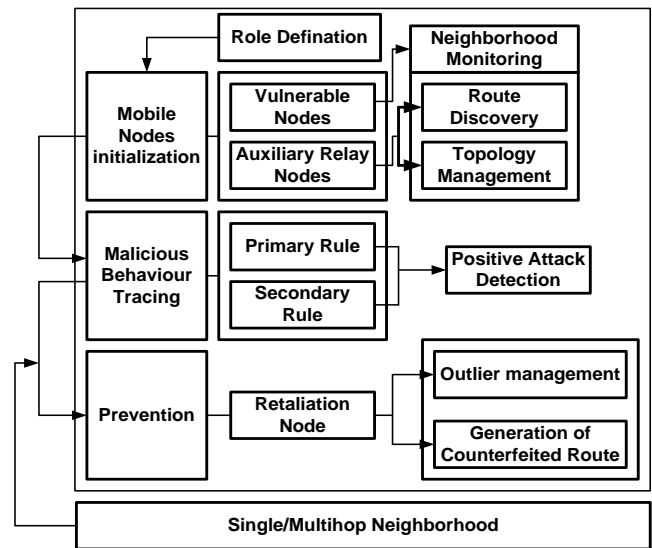 Role Defination
Neighborhood
Monitoring
Mobile
Nodes
initialization
Vulnerable
Nodes
Auxiliary Relay
Nodes
Route
Discovery
Topology
Management
Malicious
Behaviour
Tracing
Primary Rule
Secondary
Rule
Positive Attack
Detection
Prevention
Retaliation
Node
Outlier management
Generation of
Counterfeited Route
Single/Multihop Neighborhood